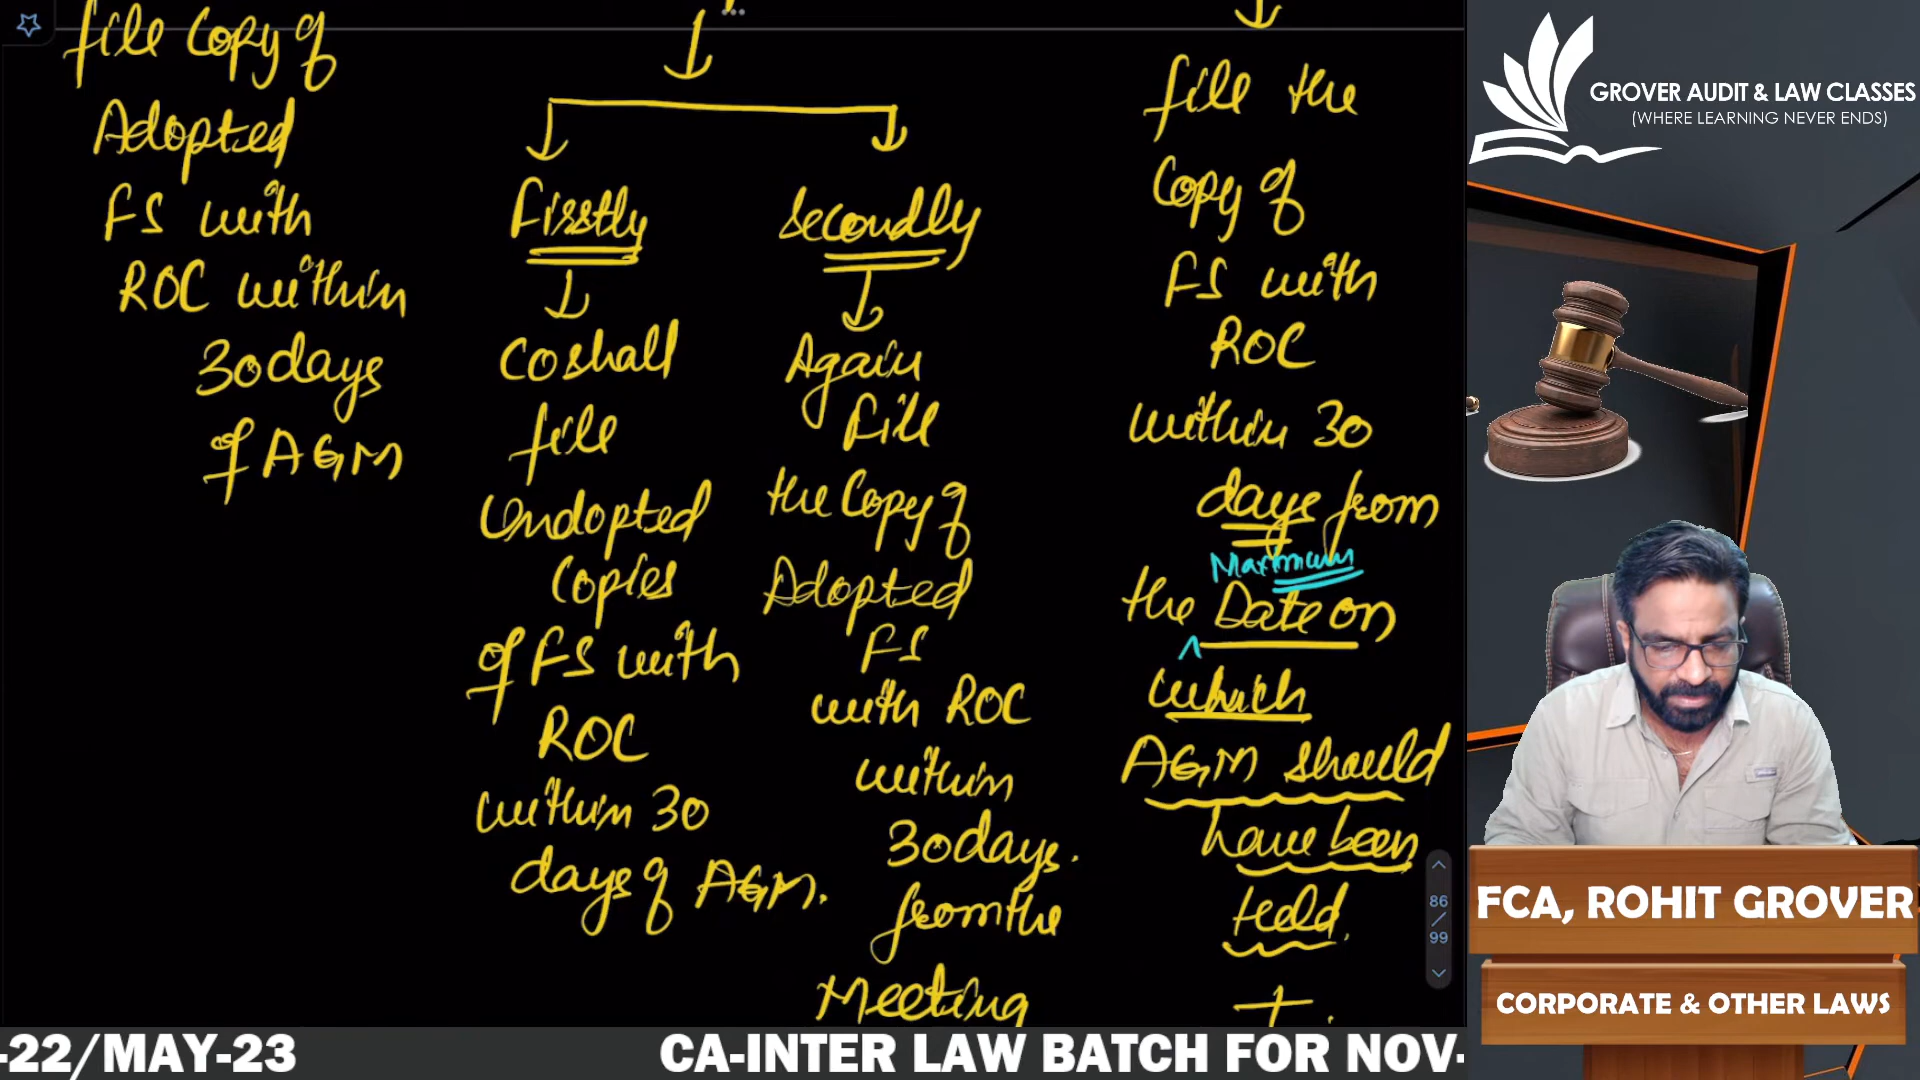 file Copy of
Adopted
FS with
ROC within
30 days
of AGM
Firstly
Co shall
file
Undopted
Copies
of FS with
ROC
within 30
days of AGM.
Secondly
Again
File
the Copy of
Adopted
FS
with ROC
within
30 days.
from the
Meeting
file the
Copy of
FS with
ROC
within 30
days from
Maximum
the Date on
which
AGM should
have been
Held.
+
86
99
GROVER AUDIT & LAW CLASSES
(WHERE LEARNING NEVER ENDS)
FCA, ROHIT GROVER
CORPORATE & OTHER LAWS
-22/MAY-23
CA-INTER LAW BATCH FOR NOV-